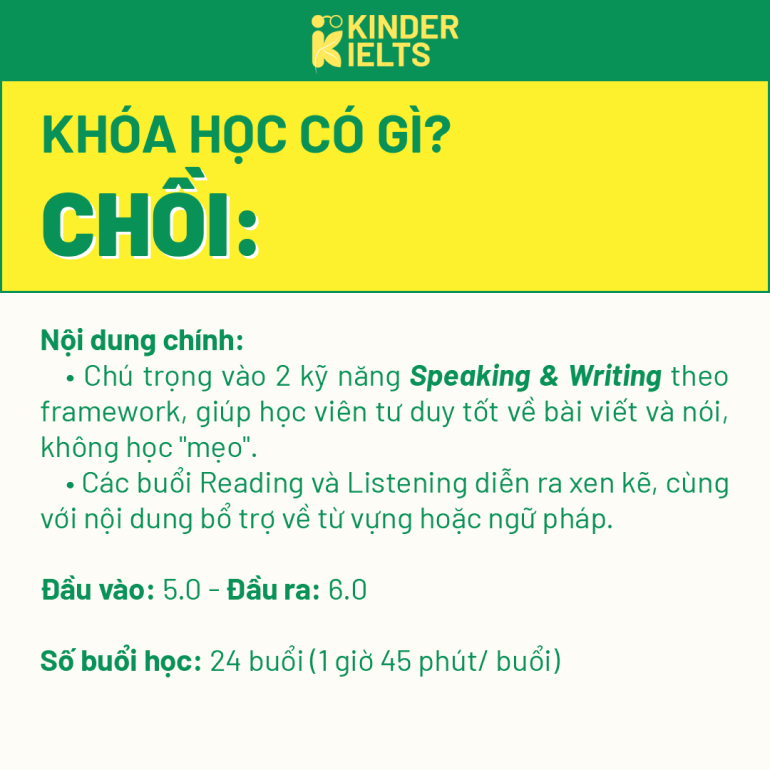 KINDER
IELTS
KHÓA HỌC CÓ GÌ?
CHỒI:
Nội dung chính:
• Chú trọng vào 2 kỹ năng Speaking & Writing theo
framework, giúp học viên tư duy tốt về bài viết và nói,
không học "mẹo".
• Các buổi Reading và Listening diễn ra xen kẽ, cùng
với nội dung bổ trợ về từ vựng hoặc ngữ pháp.
Đầu vào: 5.0 - Đầu ra: 6.0
Số buổi học: 24 buổi (1 giờ 45 phút/ buổi)